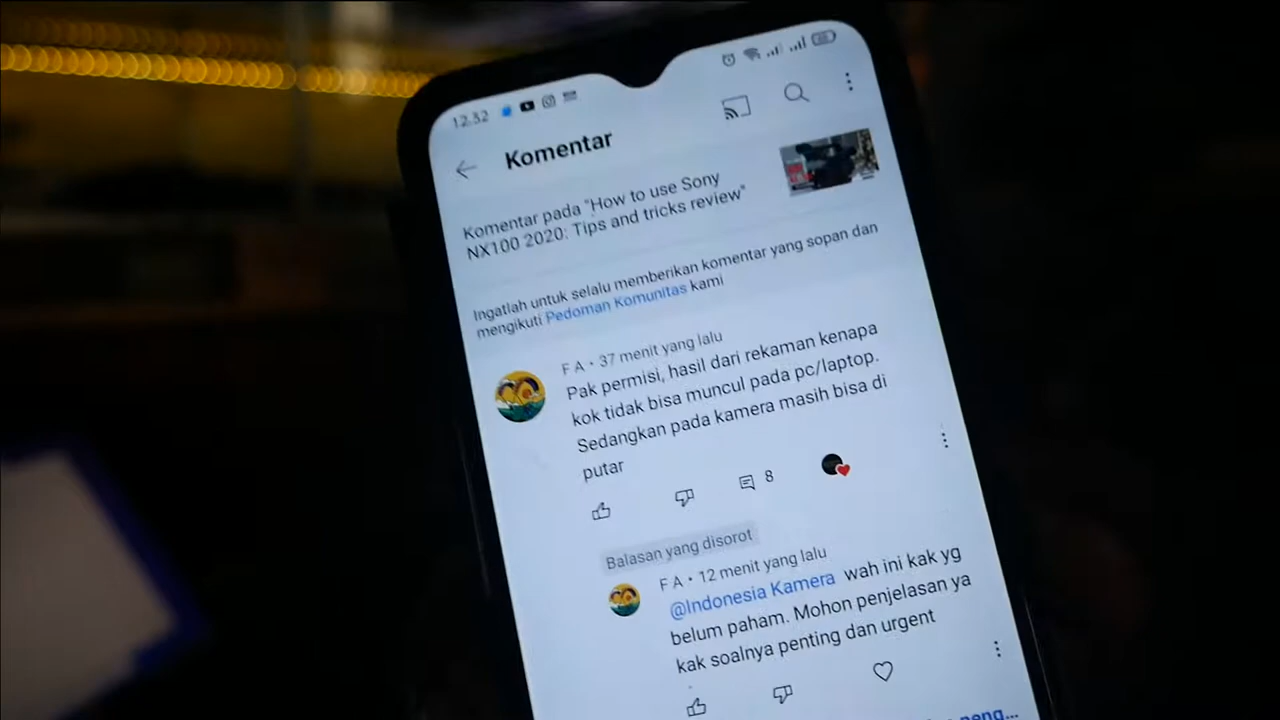 12.32
Komentar
Komentar pada "How to use Sony
NX100 2020: Tips and tricks review"
Ingatlah untuk selalu memberikan komentar yang sopan dan
mengikuti Pedoman Komunitas kami
F A • 37 menit yang lalu
Pak permisi, hasil dari rekaman kenapa
kok tidak bisa muncul pada pc/laptop.
Sedangkan pada kamera masih bisa di
putar
8
Balasan yang disorot
F A • 12 menit yang lalu
@Indonesia Kamera wah ini kak yg
belum paham. Mohon penjelasan ya
kak soalnya penting dan urgent